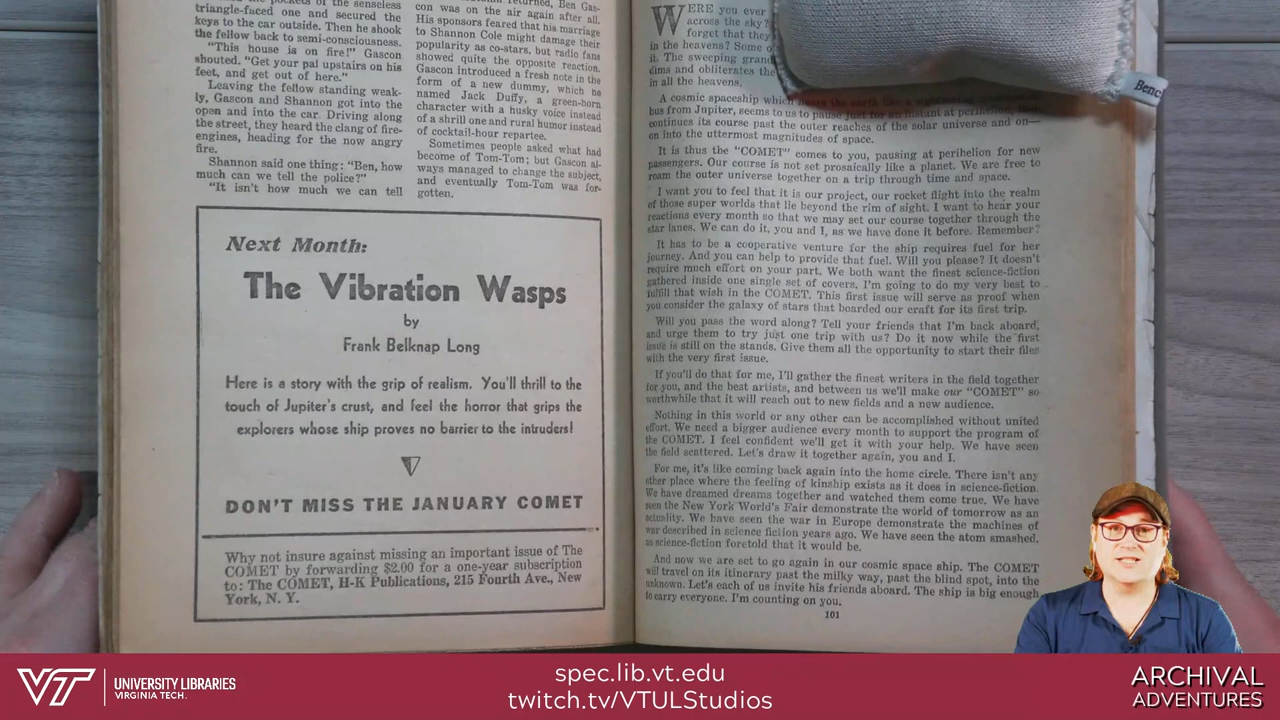 triangle-faced one and secured the
keys to the car outside. Then he shook
the fellow back to semi-consciousness.
"This house is on fire!" Gascon
shouted. "Get your pal upstairs on his
feet, and get out of here."
Leaving the fellow standing weak-
ly, Gascon and Shannon got into the
open and into the car. Driving along
the street, they heard the clang of fire-
engines, heading for the now angry
fire.
Shannon said one thing: "Ben, how
much can we tell the police?"
"It isn't how much we can tell
con was on the air again after all.
His sponsors feared that his marriage
to Shannon Cole might damage their
popularity as co-stars, but radio fans
showed quite the opposite reaction.
Gascon introduced a fresh note in the
form of a new dummy, which he
named Jack Duffy, a green-horn
character with a husky voice instead
of a shrill one and rural humor instead
of cocktail-hour repartee.
Sometimes people asked what had
become of Tom-Tom; but Gascon al-
ways managed to change the subject,
and eventually Tom-Tom was for-
gotten.
Next Month:
The Vibration Wasps
by
Frank Belknap Long
Here is a story with the grip of realism. You'll thrill to the
touch of Jupiter's crust, and feel the horror that grips the
explorers whose ship proves no barrier to the intruders!
DON'T MISS THE JANUARY COMET
Why not insure against missing an important issue of The
COMET by forwarding $2.00 for a one-year subscription
to: The COMET, H-K Publications, 215 Fourth Ave., New
York, N. Y.
WERE you ever
across the sky?
forget that they
in the heavens? Some
it. The sweeping
dims and obliterates the
in all the heavens.
A cosmic spaceship which
bus from Jupiter, seems to us to pause just for an instant at
continues its course past the outer reaches of the solar universe and on—
on into the uttermost magnitudes of space.
It is thus the "COMET" comes to you, pausing at perihelion for new
passengers. Our course is not set prosaically like a planet. We are free to
roam the outer universe together on a trip through time and space.
I want you to feel that it is our project, our rocket flight into the realm
of those super worlds that lie beyond the rim of sight. I want to hear your
reactions every month so that we may set our course together through the
star lanes. We can do it, you and I, as we have done it before. Remember?
It has to be a cooperative venture for the ship requires fuel for her
journey. And you can help to provide that fuel. Will you please? It doesn't
require much effort on your part. We both want the finest science-fiction
gathered inside one single set of covers. I'm going to do my very best to
fulfill that wish in the COMET. This first issue will serve as proof when
you consider the galaxy of stars that boarded our craft for its first trip.
Will you pass the word along? Tell your friends that I'm back aboard,
and urge them to try just one trip with us? Do it now while the first
issue is still on the stands. Give them all the opportunity to start their files
with the very first issue.
If you'll do that for me, I'll gather the finest writers in the field together
for you, and the best artists, and between us we'll make our "COMET" so
worthwhile that it will reach out to new fields and a new audience.
Nothing in this world or any other can be accomplished without united
effort. We need a bigger audience every month to support the program of
the COMET. I feel confident we'll get it with your help. We have seen
the field scattered. Let's draw it together again, you and I.
For me, it's like coming back again into the home circle. There isn't any
other place where the feeling of kinship exists as it does in science-fiction.
We have dreamed dreams together and watched them come true. We have
seen the New York World's Fair demonstrate the world of tomorrow as an
actuality. We have seen the war in Europe demonstrate the machines of
war described in science fiction years ago. We have seen the atom smashed,
as science-fiction foretold that it would be.
And now we are set to go again in our cosmic space ship. The COMET
will travel on its itinerary past the milky way, past the blind spot, into the
unknown. Let's each of us invite his friends aboard. The ship is big enough
to carry everyone. I'm counting on you.
101
VT
UNIVERSITY LIBRARIES
VIRGINIA TECH.
spec.lib.vt.edu
twitch.tv/VTULStudios
ARCHIVAL
ADVENTURES